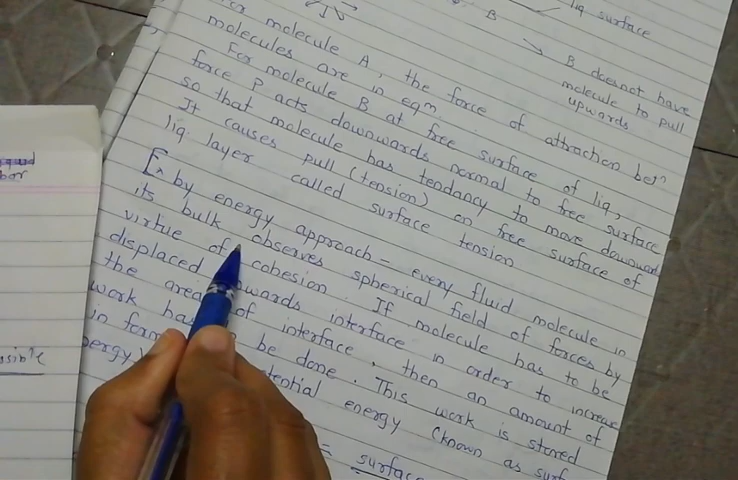 liq surface
B
B doesnot have
molecule to pull
upwards
For molecule A, the force of attraction betn
molecules are in eqm.
For molecule B at free surface of liq,
force P acts downwards normal to free surface
so that molecule has tendancy to move downward
It causes pull (tension) on free surface of
liq. layer called surface tension
by energy approach - every fluid molecule in
its bulk observes spherical field of forces by
virtue of cohesion. If molecule has to be
displaced interface in order to increase
the area of interface, then an amount of
work has be done. This work is stored
in form potential energy (known as
= surface